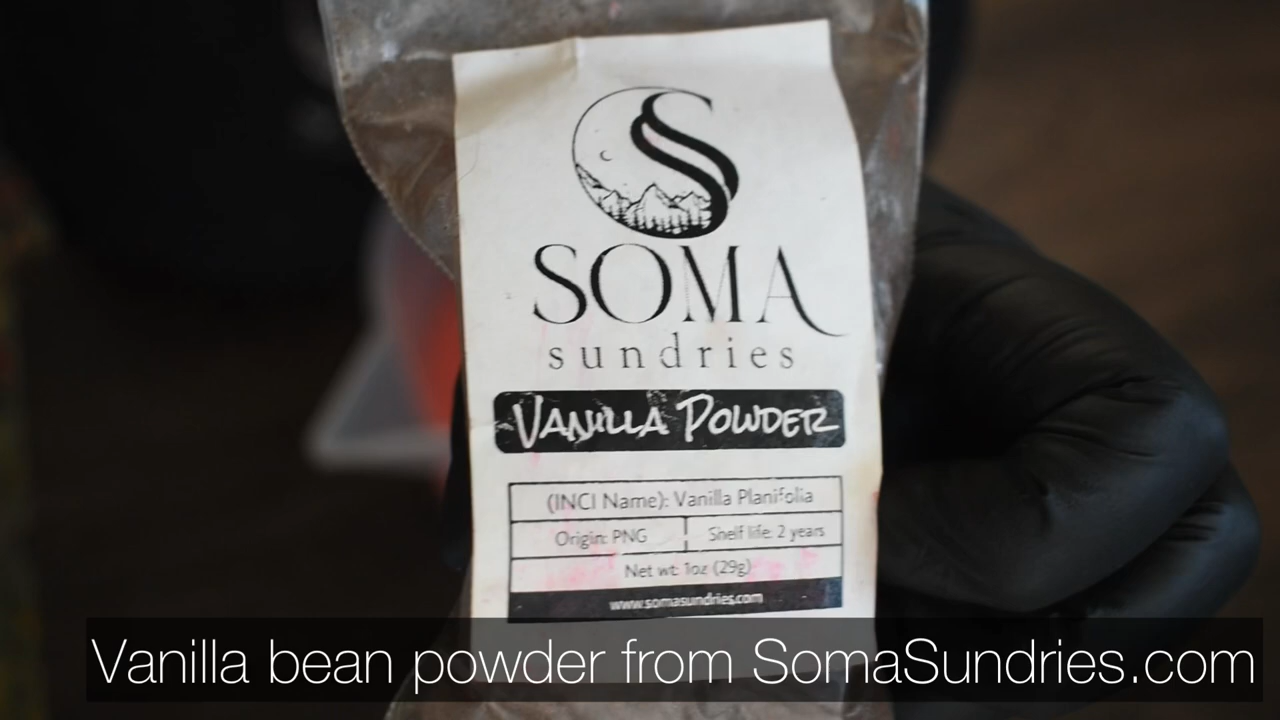 SOMA
sundries
VANILLA POWDER
(INCI Name): Vanilla Planifolia
Origin: PNG
Shelf life: 2 years
Net wt: 1oz (29g)
www.somasundries.com
Vanilla bean powder from SomaSundries.com